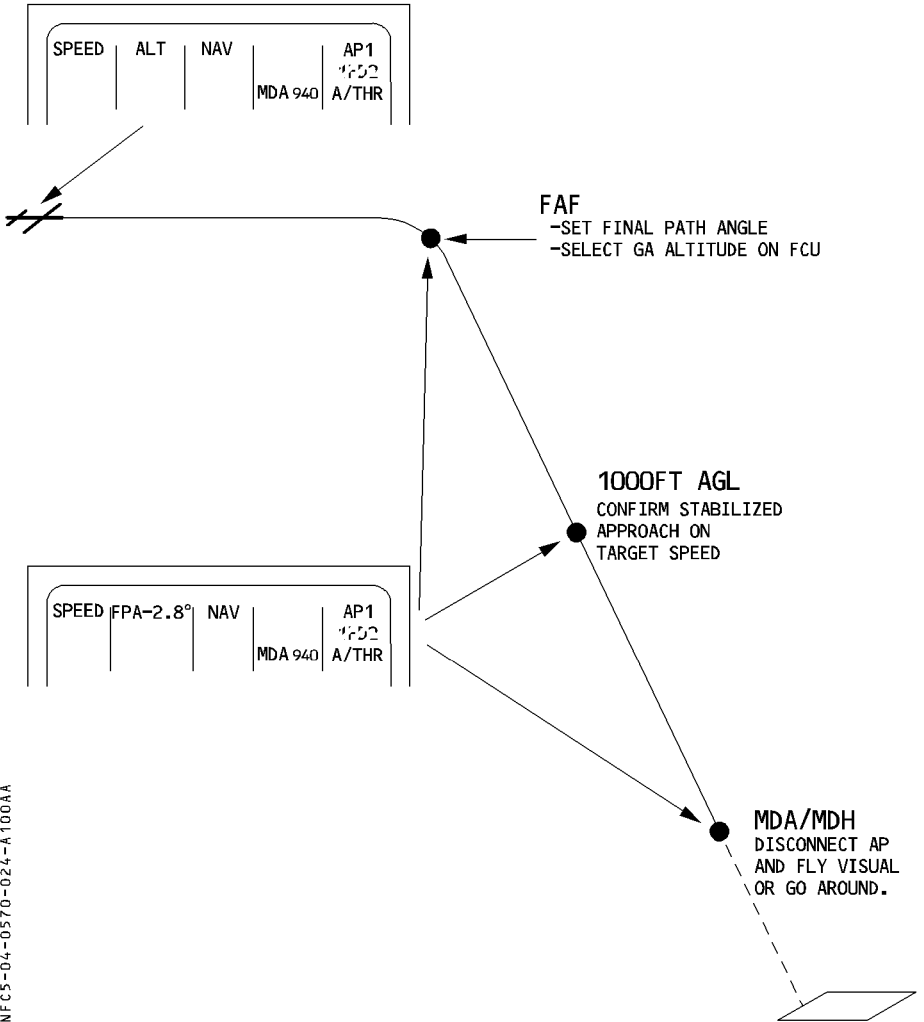 SPEED ALT NAV AP1
MDA 940 A/THR
FAF
-SET FINAL PATH ANGLE
-SELECT GA ALTITUDE ON FCU
1000FT AGL
CONFIRM STABILIZED
APPROACH ON
TARGET SPEED
SPEED FPA-2.8° NAV AP1
MDA 940 A/THR
MDA/MDH
DISCONNECT AP
AND FLY VISUAL
OR GO AROUND.
NFC5-04-0570-024-A100AA